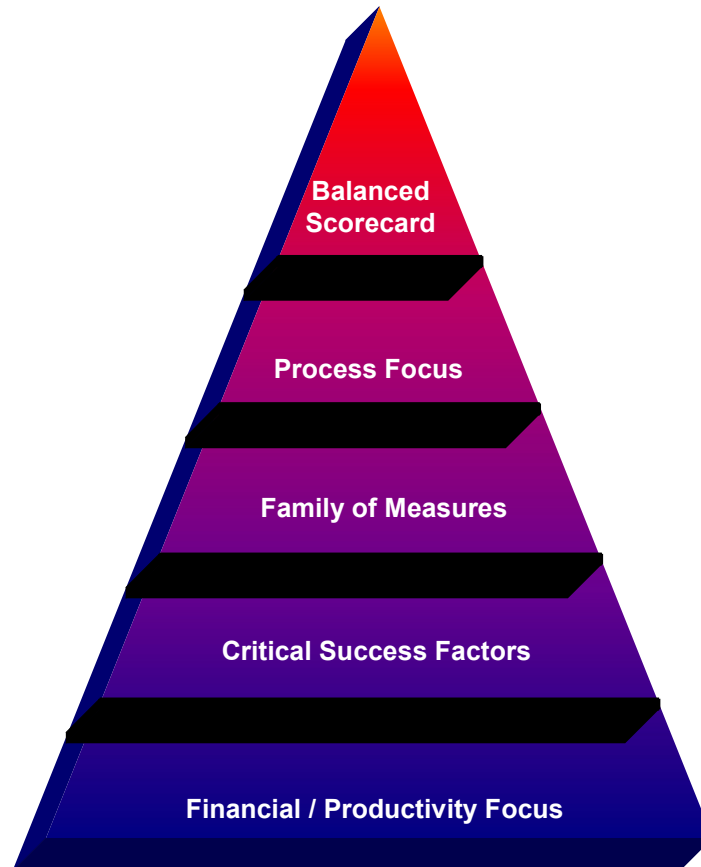 Balanced
Scorecard
Process Focus
Family of Measures
Critical Success Factors
Financial / Productivity Focus